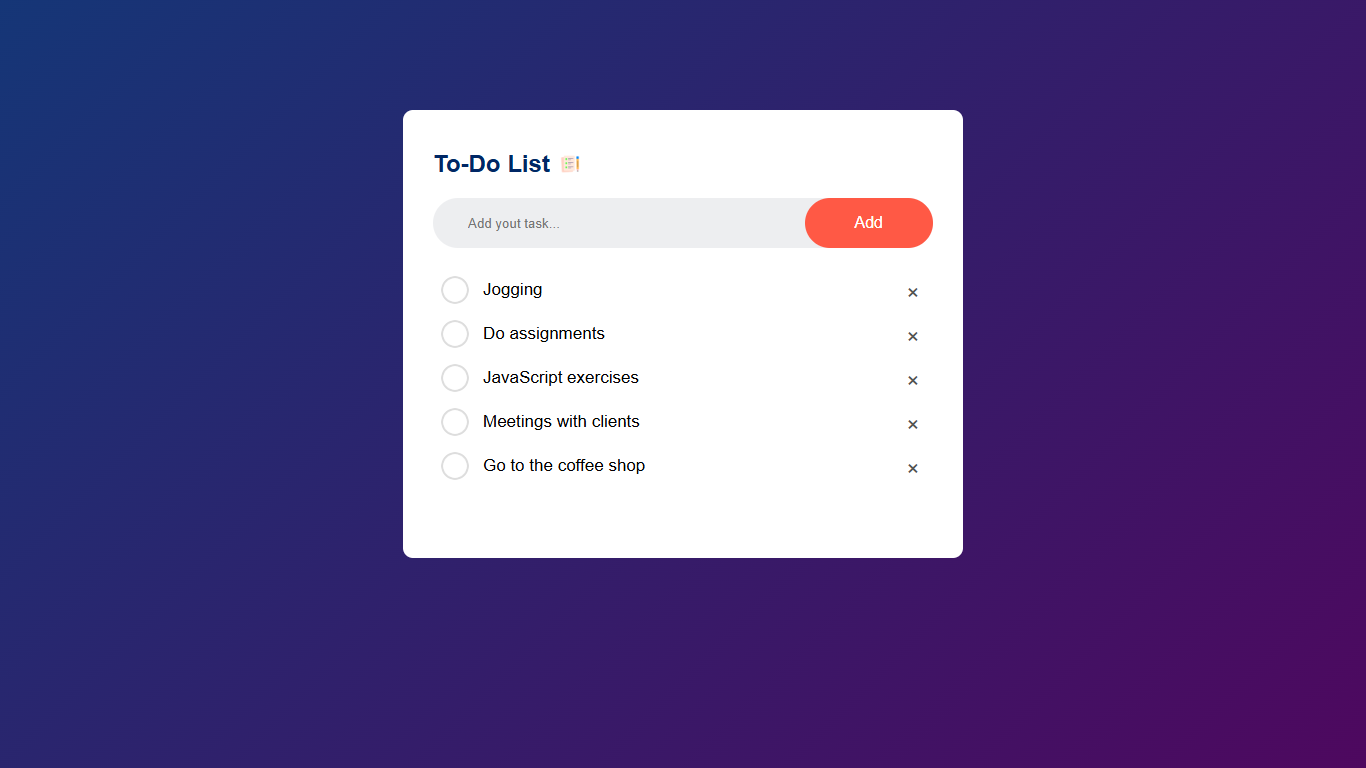 To-Do List
Add yout task...
Add
Jogging
×
Do assignments
×
JavaScript exercises
×
Meetings with clients
×
Go to the coffee shop
×